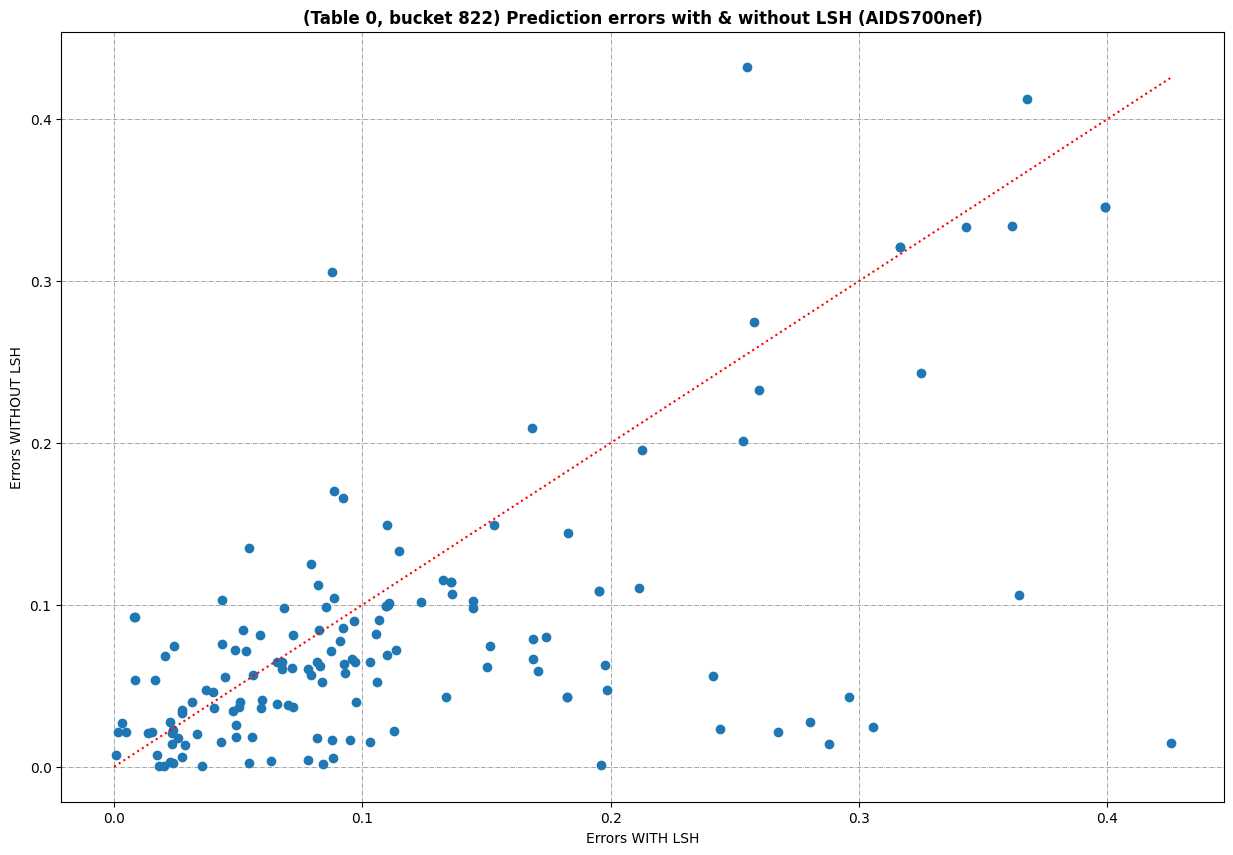 (Table 0, bucket 822) Prediction errors with & without LSH (AIDS700nef)
Errors WITHOUT LSH
0.4
0.3
0.2
0.1
0.0
0.0 0.1 0.2 0.3 0.4
Errors WITH LSH